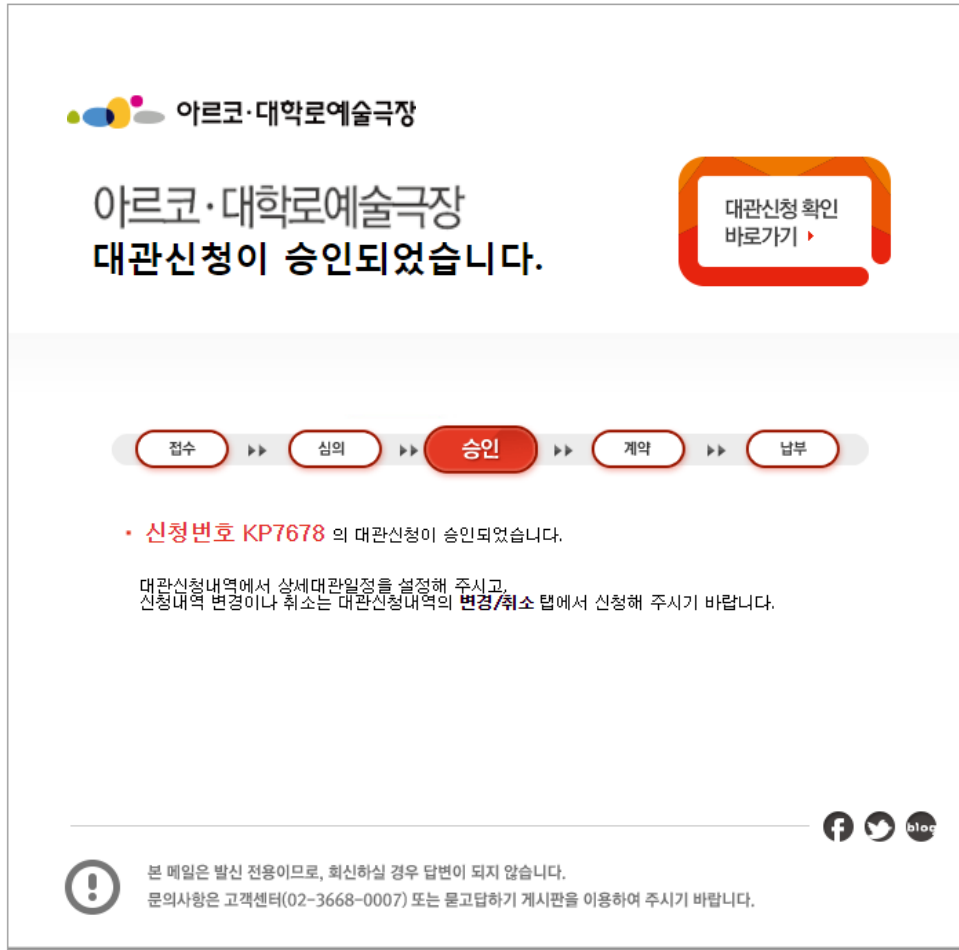 아르코·대학로예술극장
아르코·대학로예술극장
대관신청이 승인되었습니다.
대관신청 확인
바로가기
접수 승인 심의 계약 납부
신청번호 KP7678 의 대관신청이 승인되었습니다.
대관신청내역에서 상세대관일정을 설정해 주시고,
신청내역 변경이나 취소는 대관신청내역의 변경/취소 탭에서 신청해 주시기 바랍니다.
blog
본 메일은 발신 전용이므로, 회신하실 경우 답변이 되지 않습니다.
문의사항은 고객센터(02-3668-0007) 또는 묻고답하기 게시판을 이용하여 주시기 바랍니다.